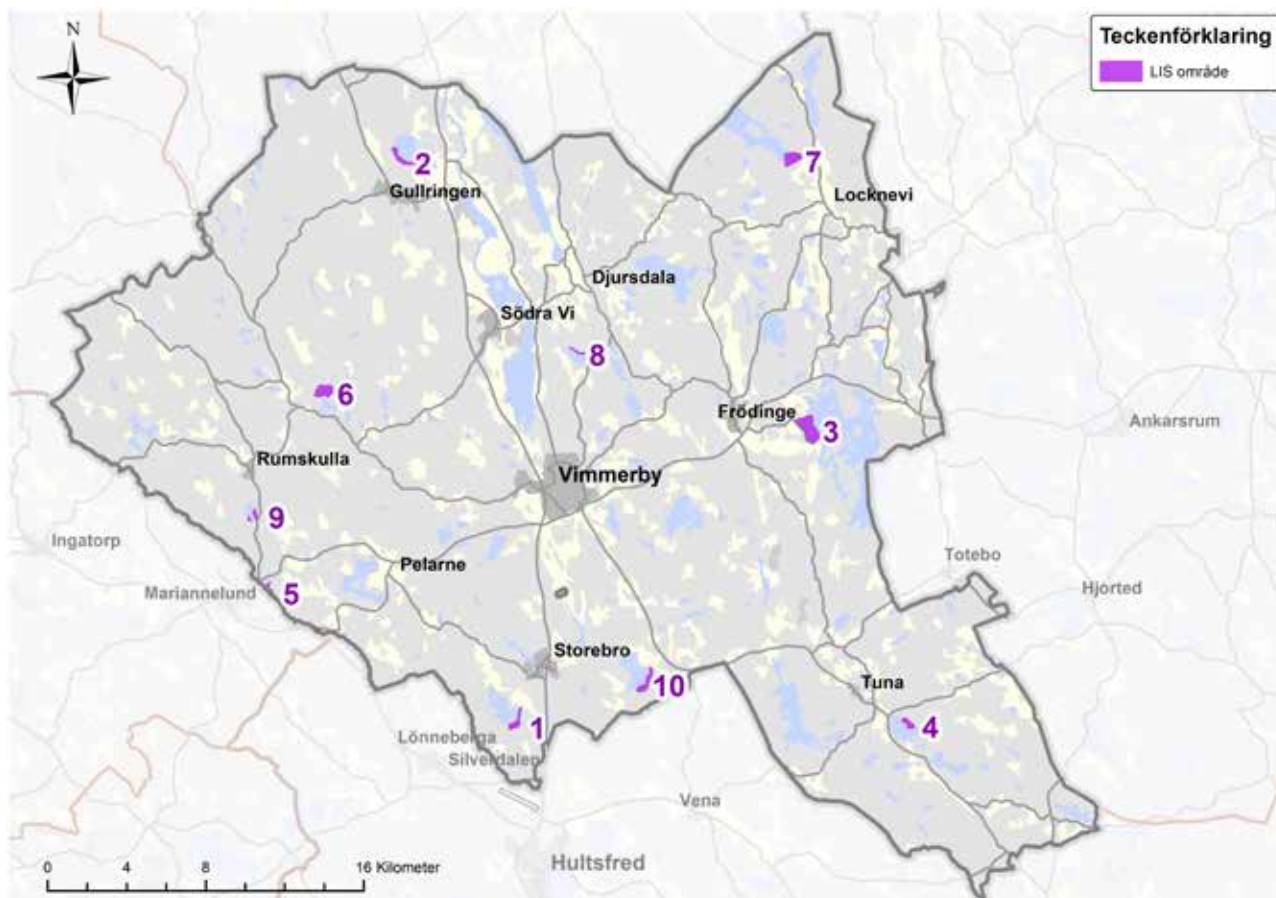 N
Teckenförklaring
LIS område
2
Gullringen
7
Locknevi
Djursdala
Södra Vi
8
6
Frödinge
3
Ankarsrum
Rumskulla
Vimmerby
9
Ingatorp
Pelarne
Totebo
Mariannelund
5
Hjorted
Storebro
10
Tuna
1
4
Lönneberga
Silverdalen
Vena
Hultsfred
0 4 8 16 Kilometer